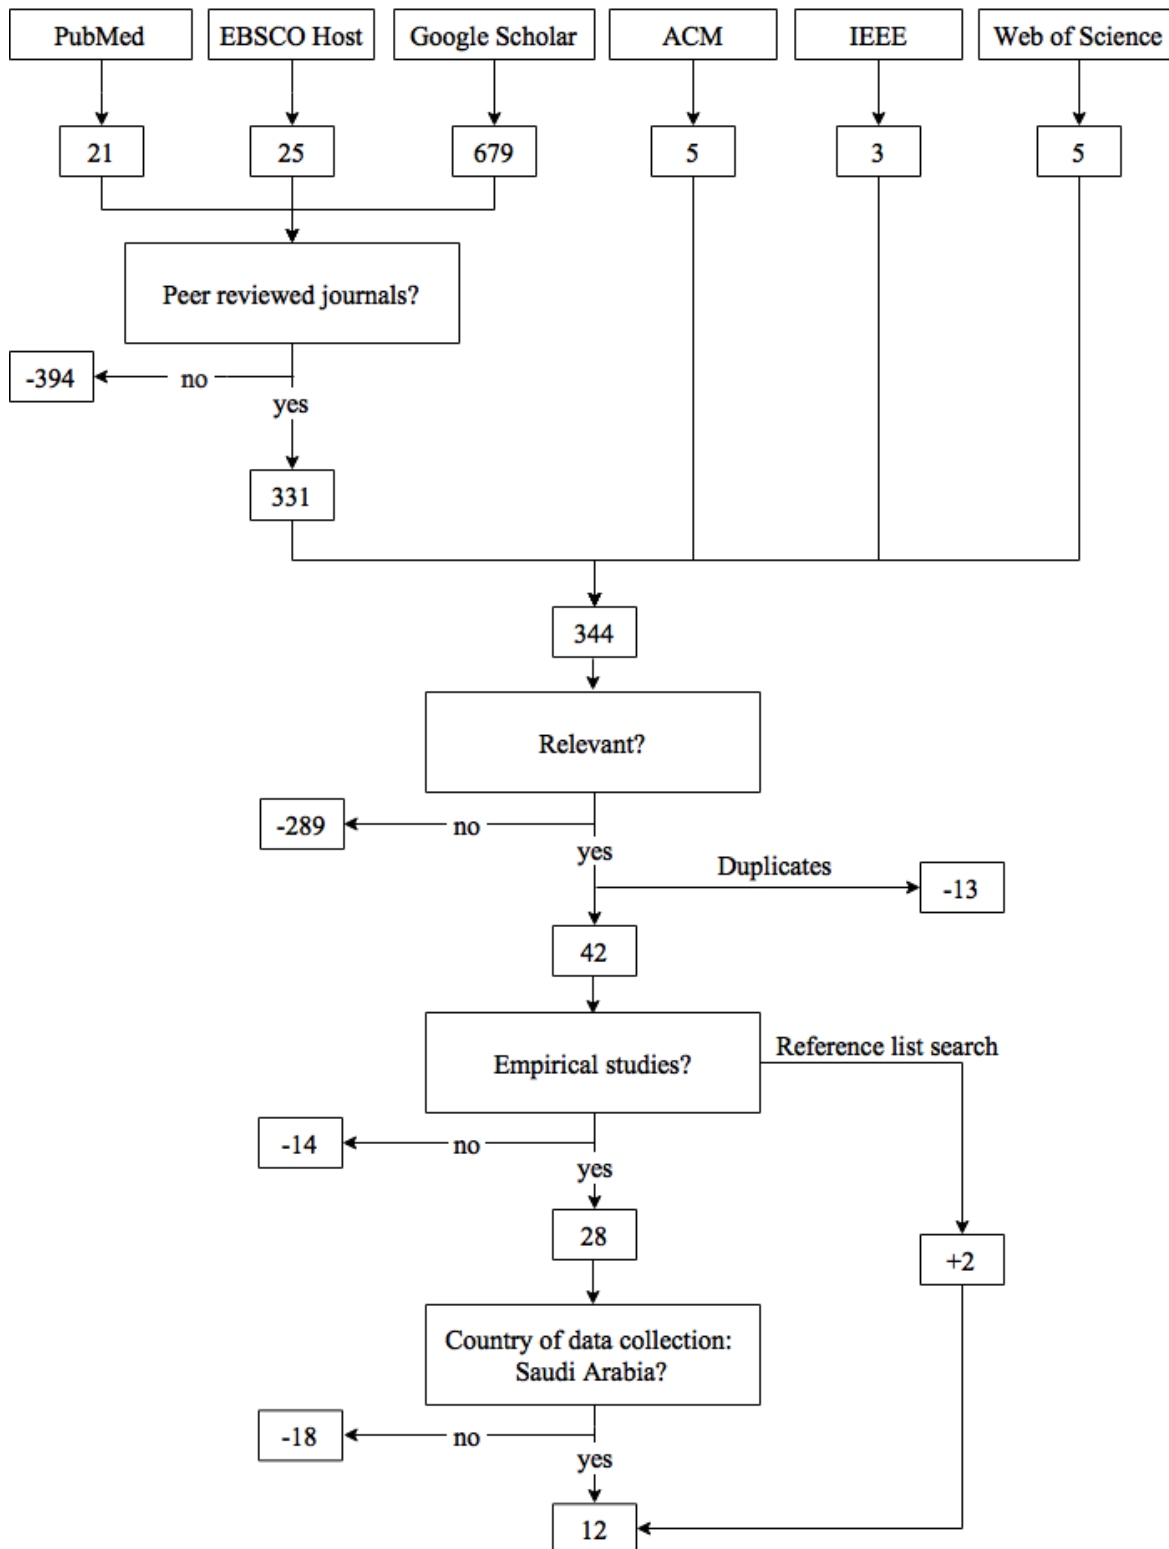 PubMed
EBSCO Host
Google Scholar
ACM
IEEE
Web of Science
21
25
679
5
3
5
Peer reviewed journals?
-394
no
yes
331
344
Relevant?
-289
no
yes
Duplicates
-13
42
Empirical studies?
Reference list search
-14
no
yes
28
+2
Country of data collection:
Saudi Arabia?
-18
no
yes
12